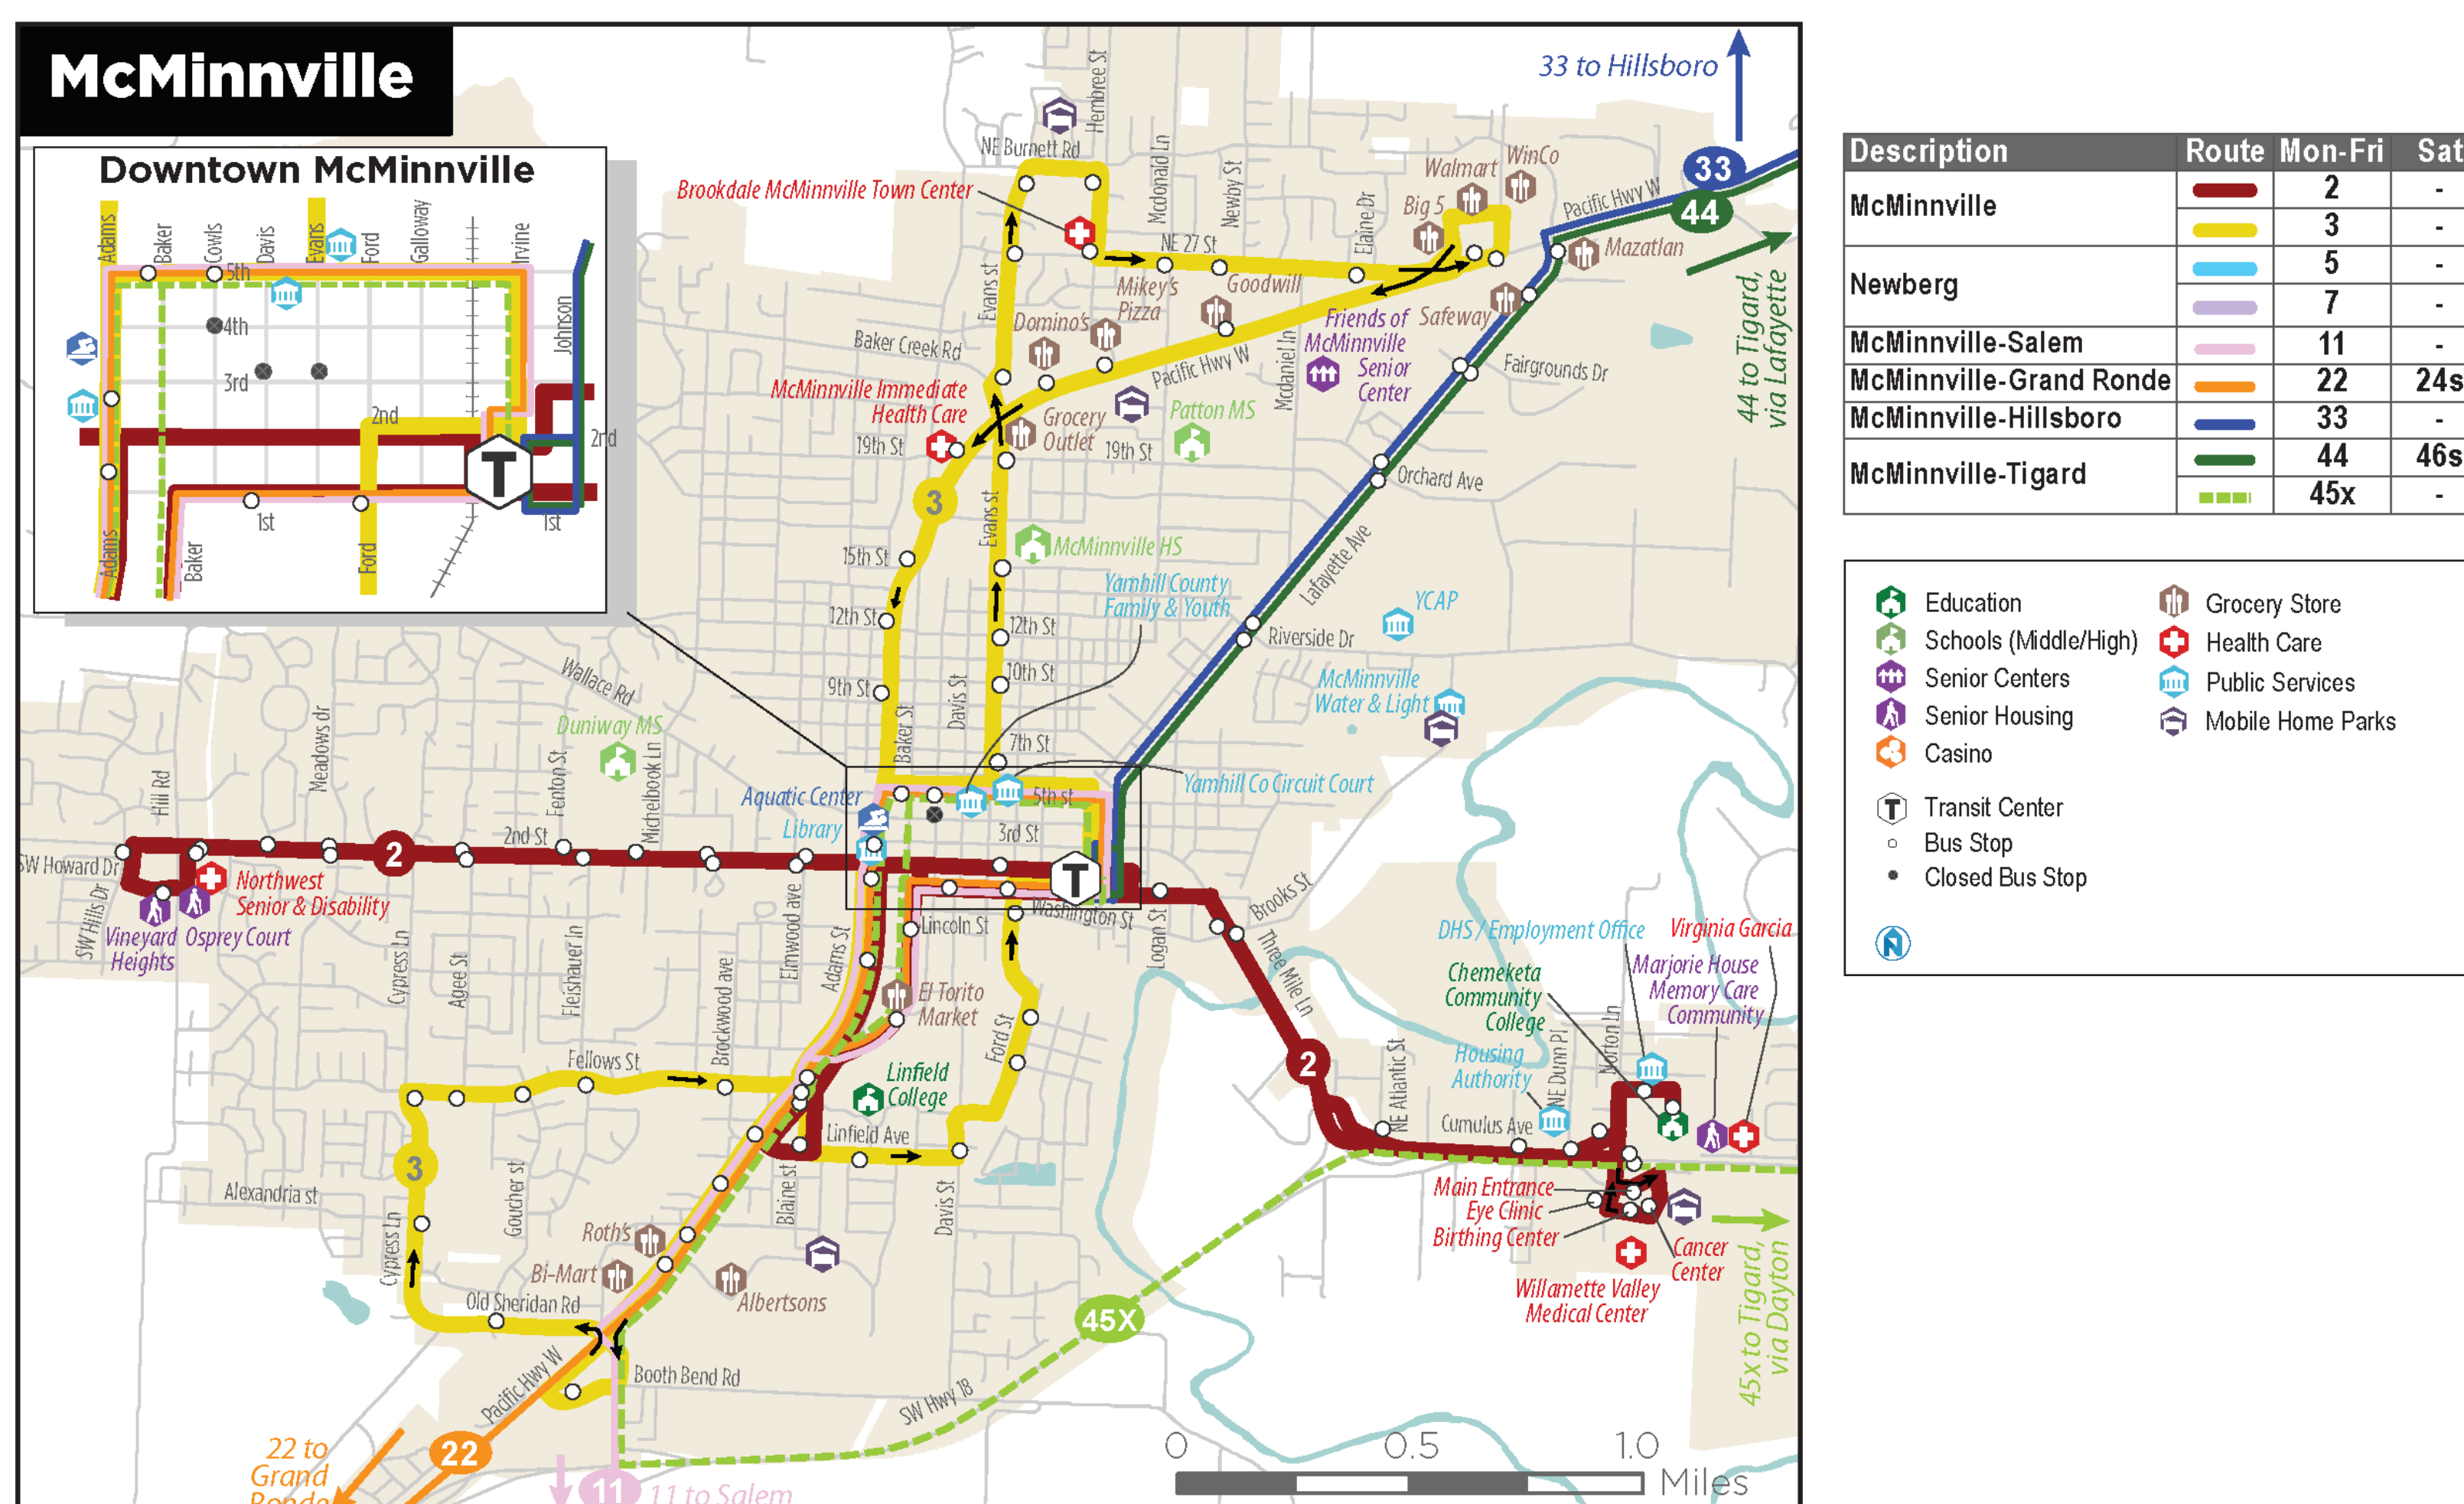 McMinnville
Downtown McMinnville
Adams
Baker
Cowls
Davis
Evans
Ford
Galloway
Irvine
5th
4th
3rd
Johnson
2nd
2nd
T
1st
1st
Adams
Baker
Ford
33 to Hillsboro
33
44
44 to Tigard,
via Lafayette
Hembree St
NE Burnett Rd
Mcdonald Ln
Newby St
Walmart
WinCo
Big 5
Pacific Hwy W
Mazatlan
Brookdale McMinnville Town Center
Elaine Dr
NE 27 St
Goodwill
Mikey's
Pizza
Domino's
Evans st
Baker Creek Rd
Pacific Hwy W
Mcdaniel Ln
Friends of
McMinnville
Senior
Center
Safeway
Fairgrounds Dr
McMinnville Immediate
Health Care
Grocery
Outlet
Patton MS
19th St
19th St
Orchard Ave
3
Evans st
McMinnville HS
15th St
Lafayette Ave
Yamhill County
Family & Youth
YCAP
12th St
12th St
Riverside Dr
10th St
9th St
Davis St
Baker St
7th St
McMinnville
Water & Light
Wallace Rd
Duniway MS
Hill Rd
Meadows dr
Fenton St
Michelbook Ln
Aquatic Center
Library
5th st
Yamhill Co Circuit Court
3rd St
2nd St
2
T
SW Howard Dr
Northwest
Senior & Disability
SW Hills Dr
Vineyard
Heights
Osprey Court
Cypress Ln
Agee St
Fleishauer ln
Brockwood ave
Elmwood ave
Adams St
Lincoln St
Washington St
Logan St
Brooks St
Three Mile Ln
El Torito
Market
Ford St
DHS / Employment Office
Virginia Garcia
Chemeketa
Community
College
Marjorie House
Memory Care
Community
Norton Ln
NE Dunn Pl
Housing
Authority
NE Atlantic St
Cumulus Ave
2
Fellows St
Linfield
College
Linfield Ave
3
Alexandria st
Goucher st
Cypress Ln
Blaine st
Davis St
Roth's
Bi-Mart
Albertsons
Old Sheridan Rd
Main Entrance
Eye Clinic
Birthing Center
Cancer
Center
Willamette Valley
Medical Center
45X
45x to Tigard,
via Dayton
Booth Bend Rd
Pacific Hwy W
SW Hwy 18
22 to
Grand
Ronde
22
11
11 to Salem
0 0.5 1.0
Miles
Description Route Mon-Fri Sat
McMinnville 2 -
3 -
Newberg 5 -
7 -
McMinnville-Salem 11 -
McMinnville-Grand Ronde 22 24s
McMinnville-Hillsboro 33 -
McMinnville-Tigard 44 46s
45x -
Education
Schools (Middle/High)
Senior Centers
Senior Housing
Casino
Grocery Store
Health Care
Public Services
Mobile Home Parks
T Transit Center
Bus Stop
Closed Bus Stop
N